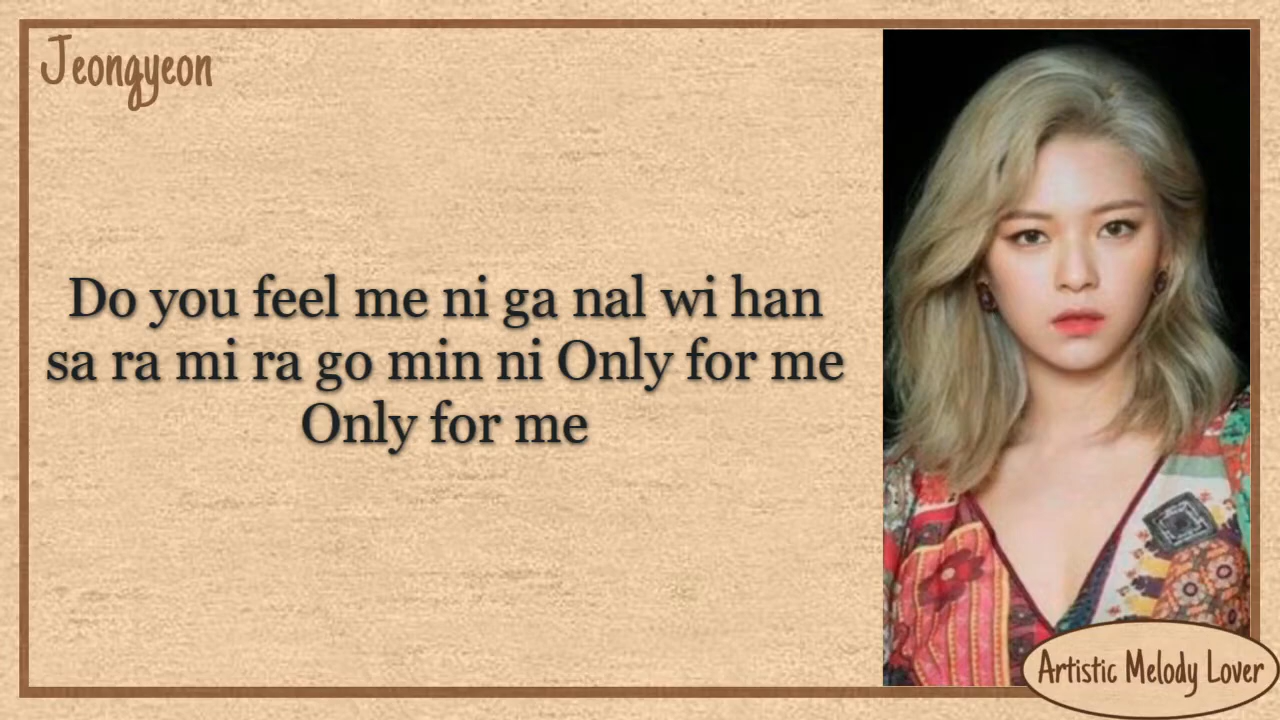 Jeongyeon
Do you feel me ni ga nal wi han
sa ra mi ra go min ni Only for me
Only for me
Artistic Melody Lover